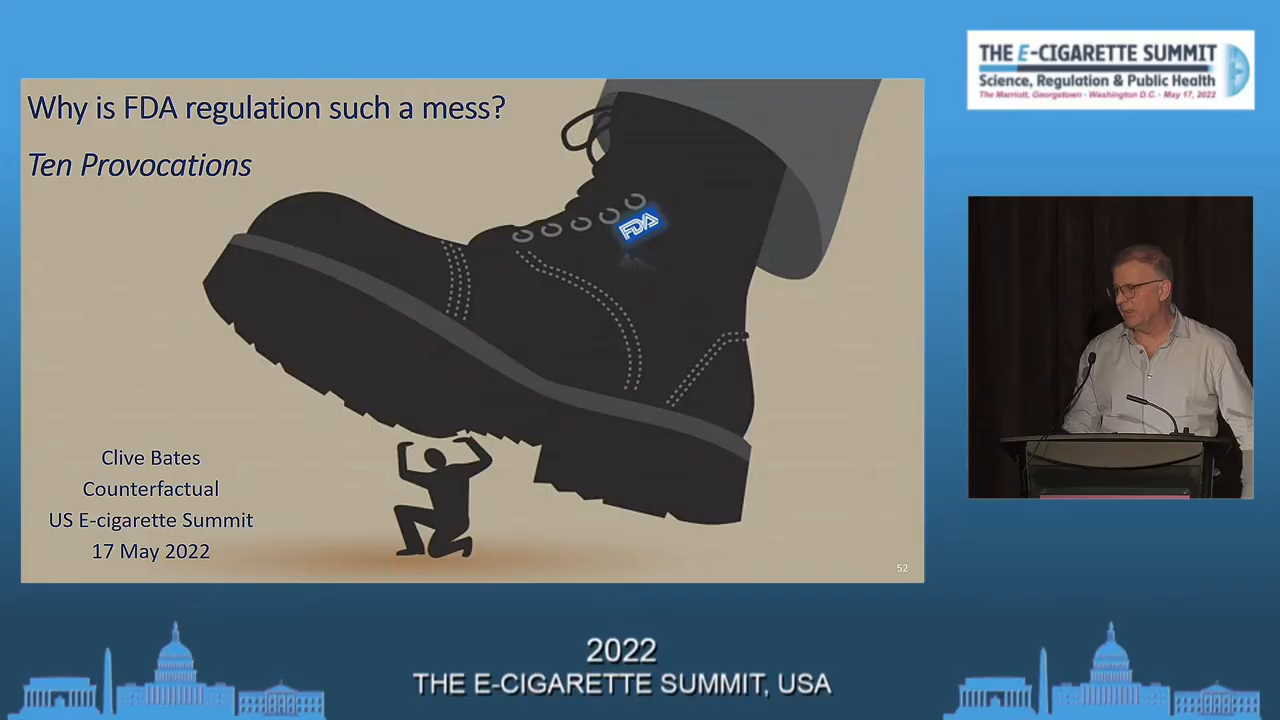 Why is FDA regulation such a mess?
Ten Provocations
FDA
Clive Bates
Counterfactual
US E-cigarette Summit
17 May 2022
52
THE E-CIGARETTE SUMMIT
Science, Regulation & Public Health
The Marriott, Georgetown - Washington D.C. - May 17, 2022
2022
THE E-CIGARETTE SUMMIT, USA